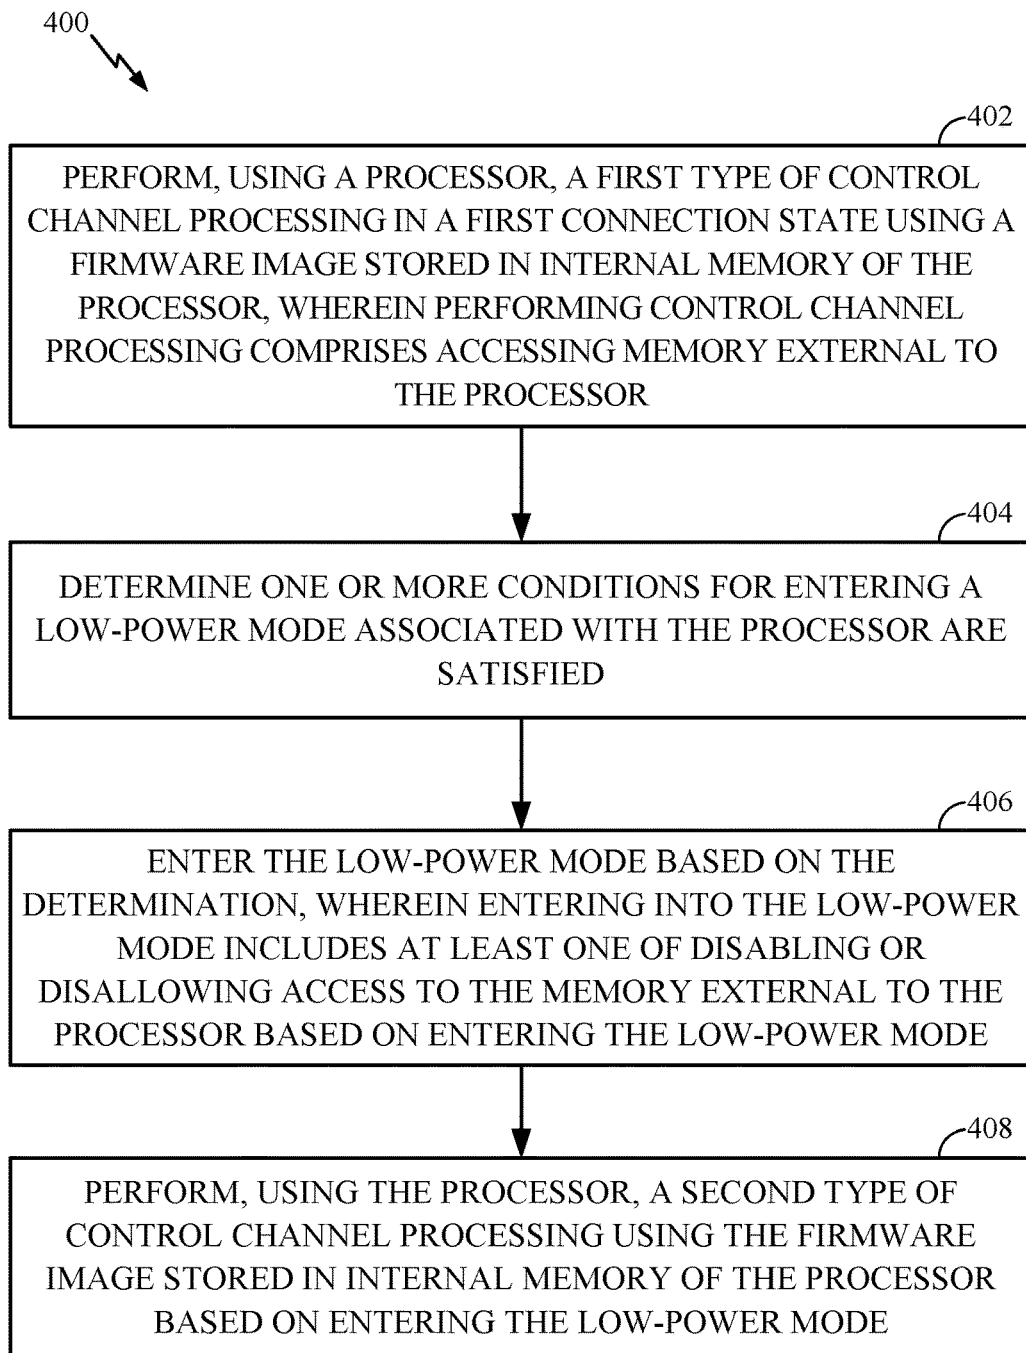 400
402
PERFORM, USING A PROCESSOR, A FIRST TYPE OF CONTROL
CHANNEL PROCESSING IN A FIRST CONNECTION STATE USING A
FIRMWARE IMAGE STORED IN INTERNAL MEMORY OF THE
PROCESSOR, WHEREIN PERFORMING CONTROL CHANNEL
PROCESSING COMPRISES ACCESSING MEMORY EXTERNAL TO
THE PROCESSOR
404
DETERMINE ONE OR MORE CONDITIONS FOR ENTERING A
LOW-POWER MODE ASSOCIATED WITH THE PROCESSOR ARE
SATISFIED
406
ENTER THE LOW-POWER MODE BASED ON THE
DETERMINATION, WHEREIN ENTERING INTO THE LOW-POWER
MODE INCLUDES AT LEAST ONE OF DISABLING OR
DISALLOWING ACCESS TO THE MEMORY EXTERNAL TO THE
PROCESSOR BASED ON ENTERING THE LOW-POWER MODE
408
PERFORM, USING THE PROCESSOR, A SECOND TYPE OF
CONTROL CHANNEL PROCESSING USING THE FIRMWARE
IMAGE STORED IN INTERNAL MEMORY OF THE PROCESSOR
BASED ON ENTERING THE LOW-POWER MODE